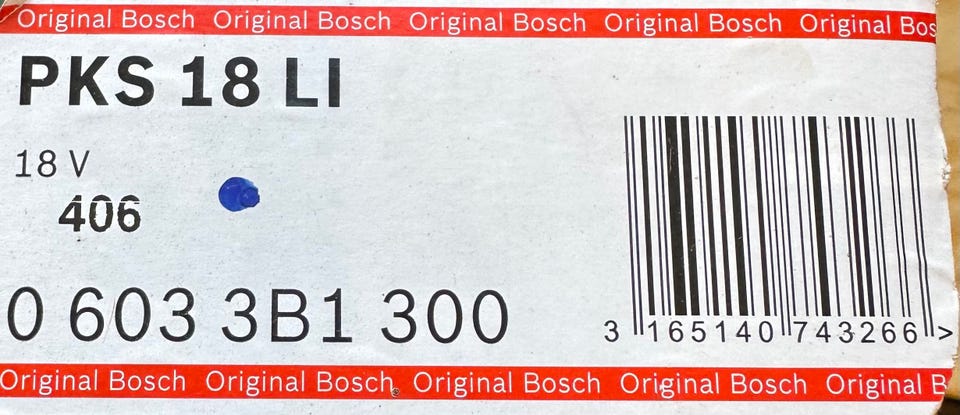 Original Bosch Original Bosch Original Bosch Original Bosch Original Bos
PKS 18 LI
18 V
406
0 603 3B1 300
3 165140 743266 >
Original Bosch Original Bosch Original Bosch Original Bosch Original B